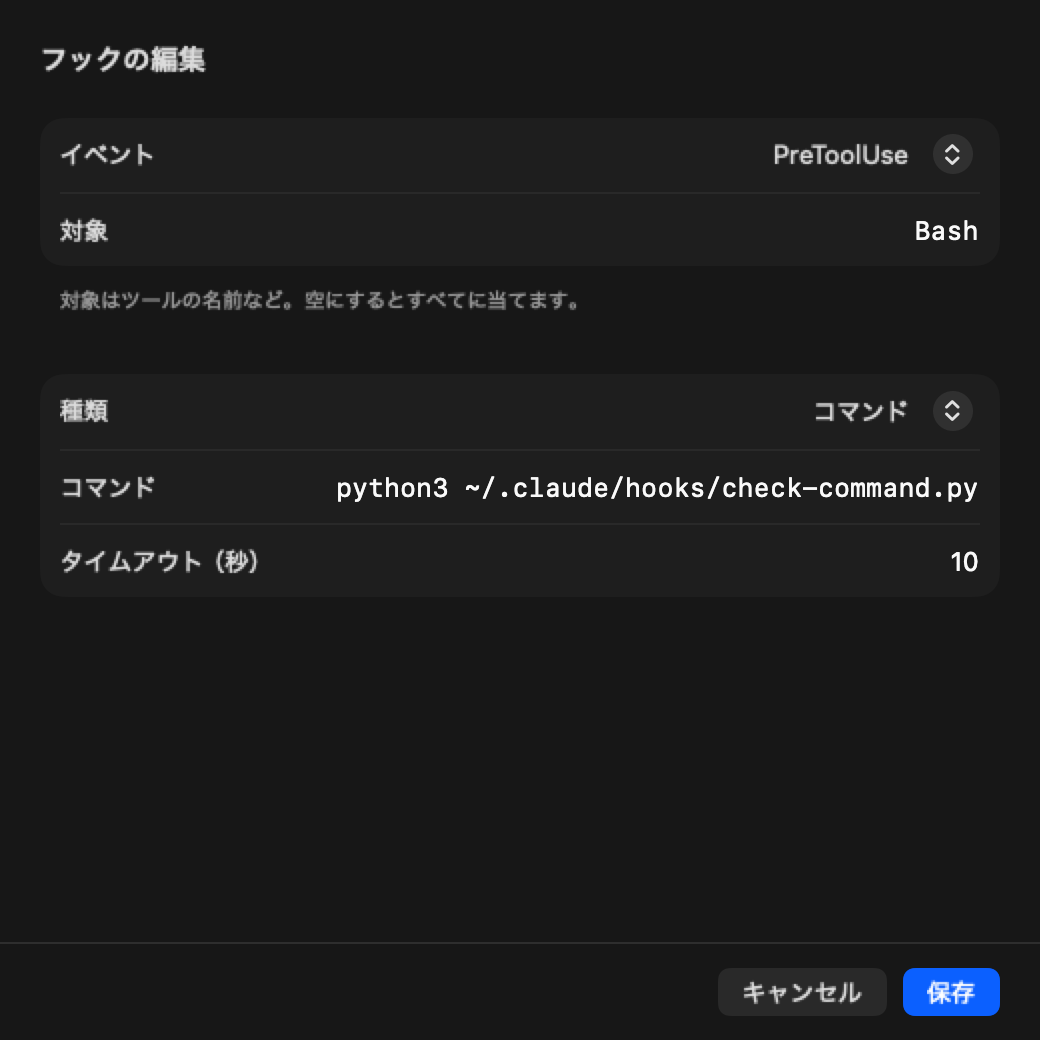 フックの編集
イベント PreToolUse
対象 Bash
対象はツールの名前など。空にするとすべてに当てます。
種類 コマンド
コマンド python3 ~/.claude/hooks/check-command.py
タイムアウト（秒） 10
キャンセル 保存